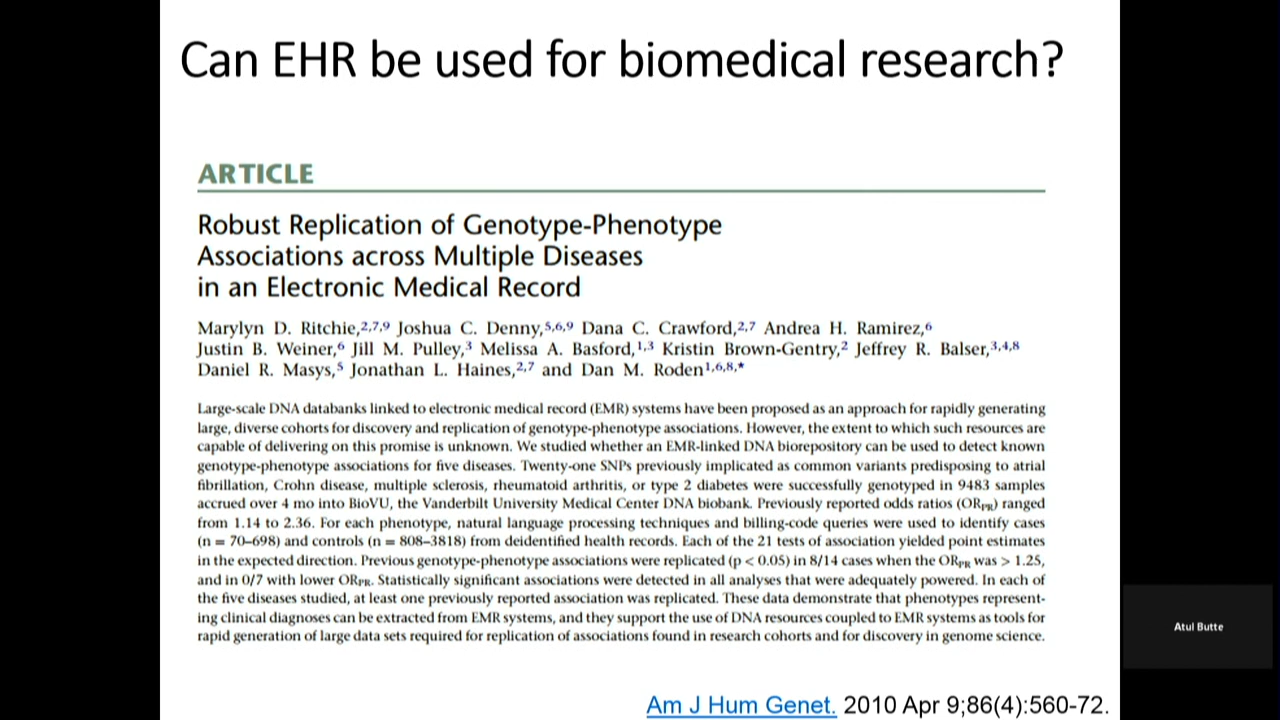 Can EHR be used for biomedical research?
ARTICLE
Robust Replication of Genotype-Phenotype
Associations across Multiple Diseases
in an Electronic Medical Record
Marylyn D. Ritchie,2,7,9 Joshua C. Denny,5,6,9 Dana C. Crawford,2,7 Andrea H. Ramirez,6
Justin B. Weiner,6 Jill M. Pulley,3 Melissa A. Basford,1,3 Kristin Brown-Gentry,2 Jeffrey R. Balser,3,4,8
Daniel R. Masys,5 Jonathan L. Haines,2,7 and Dan M. Roden1,6,8,*
Large-scale DNA databanks linked to electronic medical record (EMR) systems have been proposed as an approach for rapidly generating
large, diverse cohorts for discovery and replication of genotype-phenotype associations. However, the extent to which such resources are
capable of delivering on this promise is unknown. We studied whether an EMR-linked DNA biorepository can be used to detect known
genotype-phenotype associations for five diseases. Twenty-one SNPs previously implicated as common variants predisposing to atrial
fibrillation, Crohn disease, multiple sclerosis, rheumatoid arthritis, or type 2 diabetes were successfully genotyped in 9483 samples
accrued over 4 mo into BioVU, the Vanderbilt University Medical Center DNA biobank. Previously reported odds ratios (ORPR) ranged
from 1.14 to 2.36. For each phenotype, natural language processing techniques and billing-code queries were used to identify cases
(n = 70–698) and controls (n = 808–3818) from deidentified health records. Each of the 21 tests of association yielded point estimates
in the expected direction. Previous genotype-phenotype associations were replicated (p < 0.05) in 8/14 cases when the ORPR was > 1.25,
and in 0/7 with lower ORPR. Statistically significant associations were detected in all analyses that were adequately powered. In each of
the five diseases studied, at least one previously reported association was replicated. These data demonstrate that phenotypes represent-
ing clinical diagnoses can be extracted from EMR systems, and they support the use of DNA resources coupled to EMR systems as tools for
rapid generation of large data sets required for replication of associations found in research cohorts and for discovery in genome science.
Atul Butte
Am J Hum Genet. 2010 Apr 9;86(4):560-72.